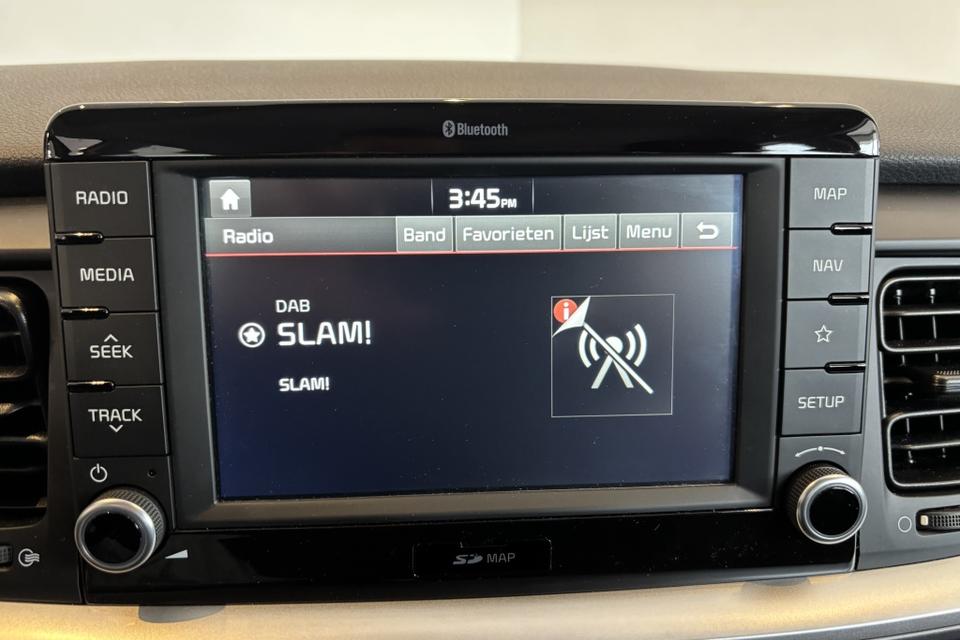 Bluetooth
RADIO
MEDIA
SEEK
TRACK
3:45PM
Radio Band Favorieten Lijst Menu
DAB
SLAM!
SLAM!
i
MAP
NAV
SETUP
SD MAP